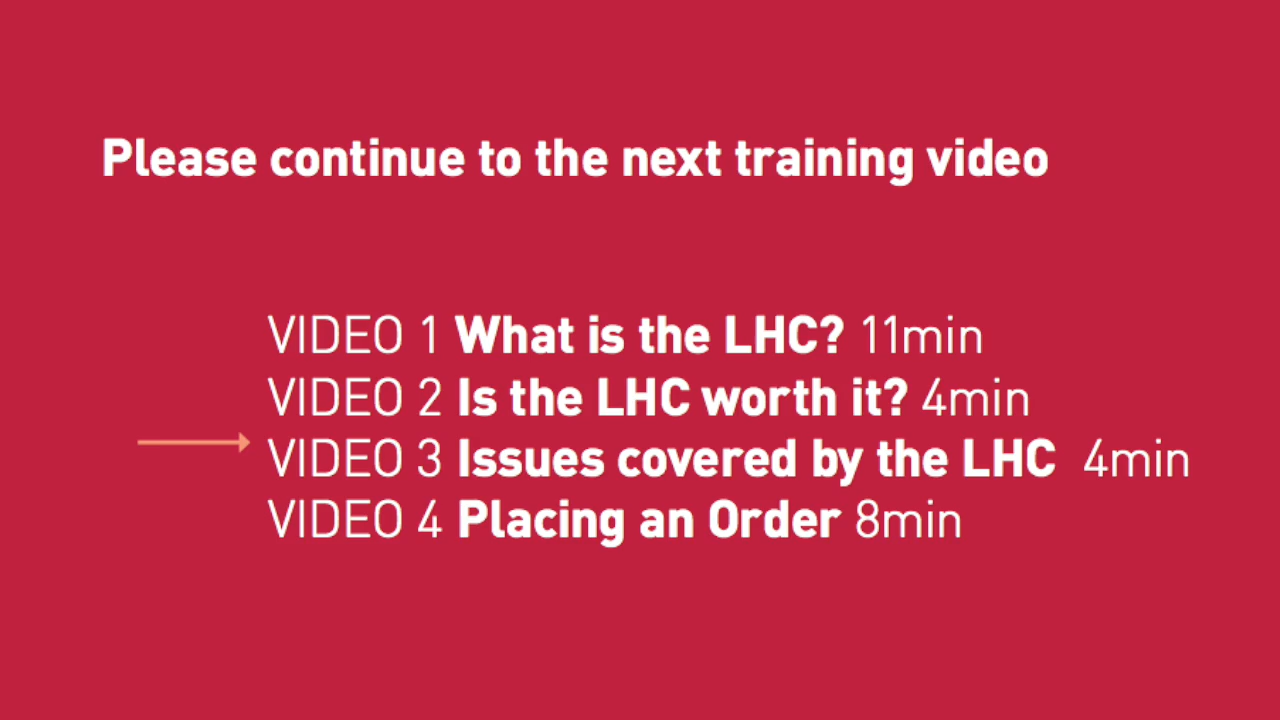 Please continue to the next training video
VIDEO 1 What is the LHC? 11min
VIDEO 2 Is the LHC worth it? 4min
VIDEO 3 Issues covered by the LHC 4min
VIDEO 4 Placing an Order 8min